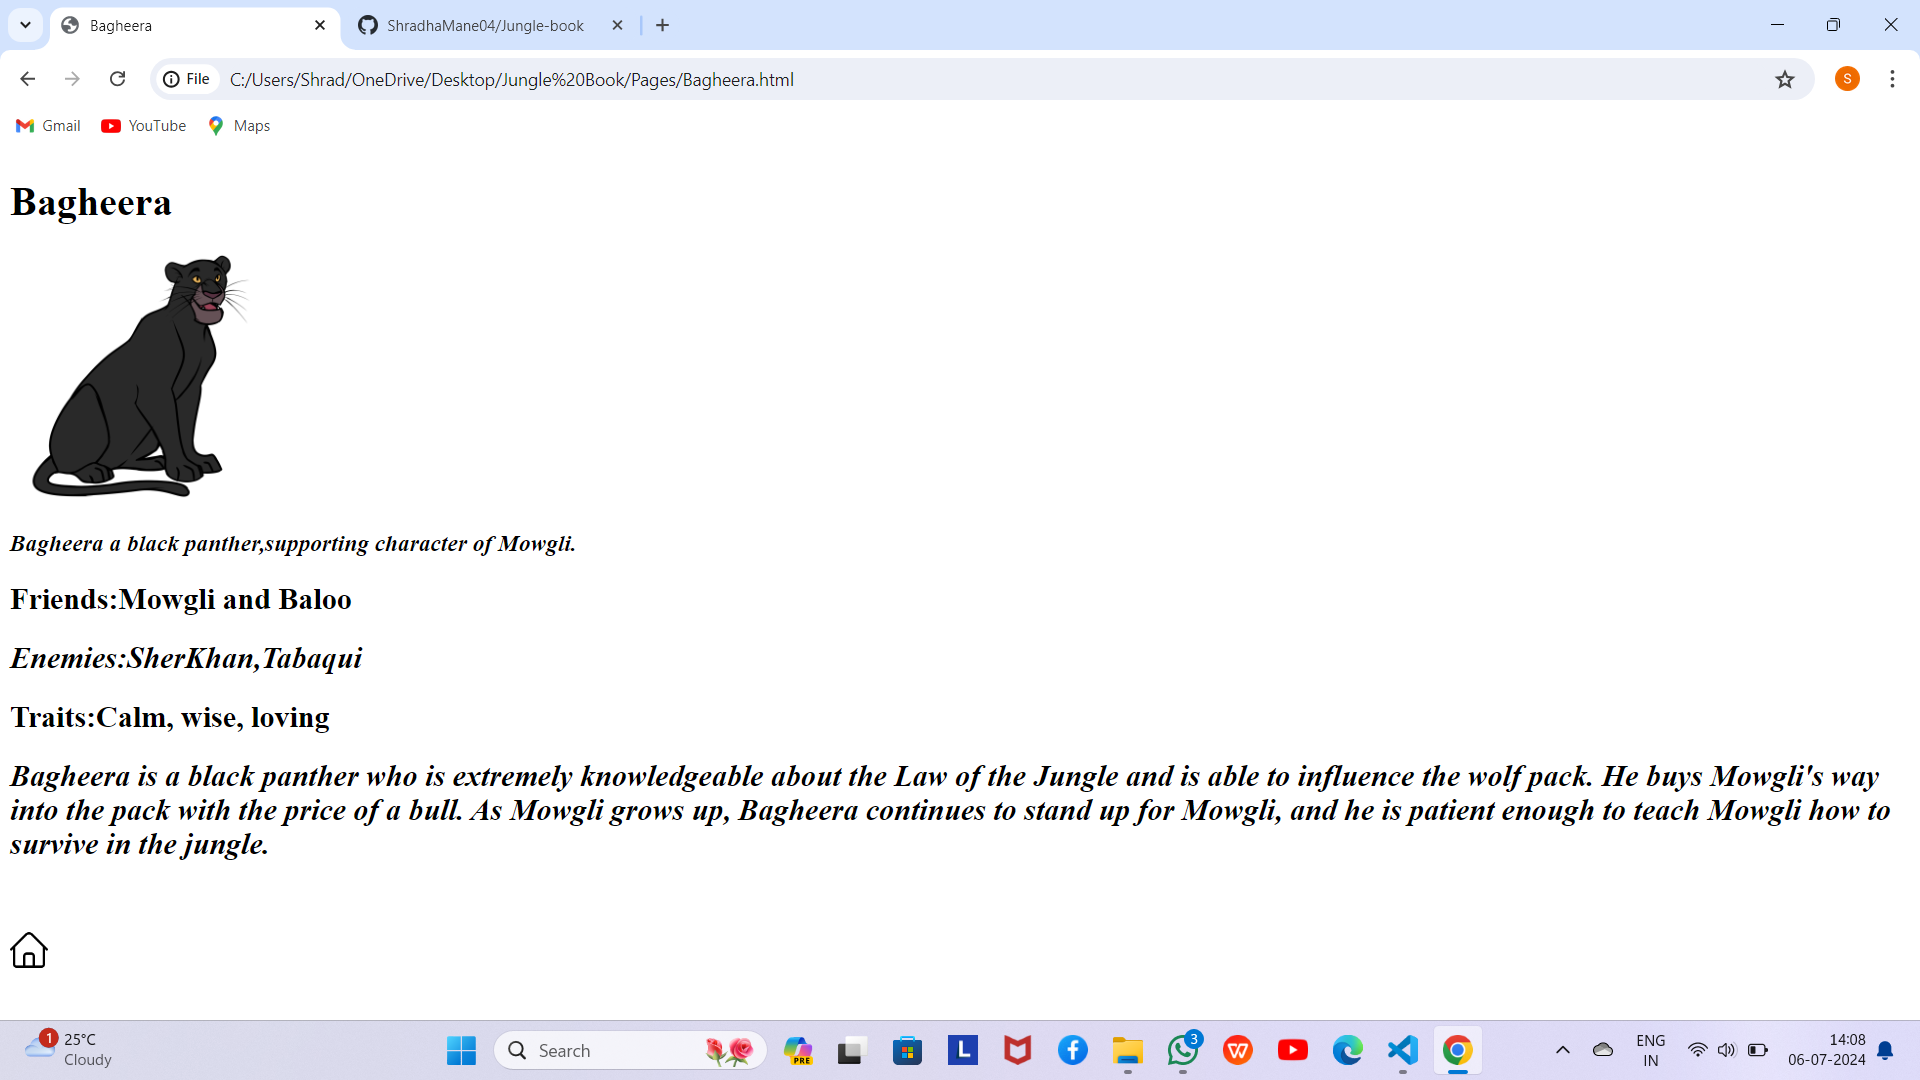 Bagheera
ShradhaMane04/Jungle-book
File C:/Users/Shrad/OneDrive/Desktop/Jungle%20Book/Pages/Bagheera.html
S
Gmail YouTube Maps
Bagheera
Bagheera a black panther,supporting character of Mowgli.
Friends:Mowgli and Baloo
Enemies:SherKhan,Tabaqui
Traits:Calm, wise, loving
Bagheera is a black panther who is extremely knowledgeable about the Law of the Jungle and is able to influence the wolf pack. He buys Mowgli's way
into the pack with the price of a bull. As Mowgli grows up, Bagheera continues to stand up for Mowgli, and he is patient enough to teach Mowgli how to
survive in the jungle.
1
25°C
Cloudy
Search
PRE
L
3
W
ENG
IN
14:08
06-07-2024